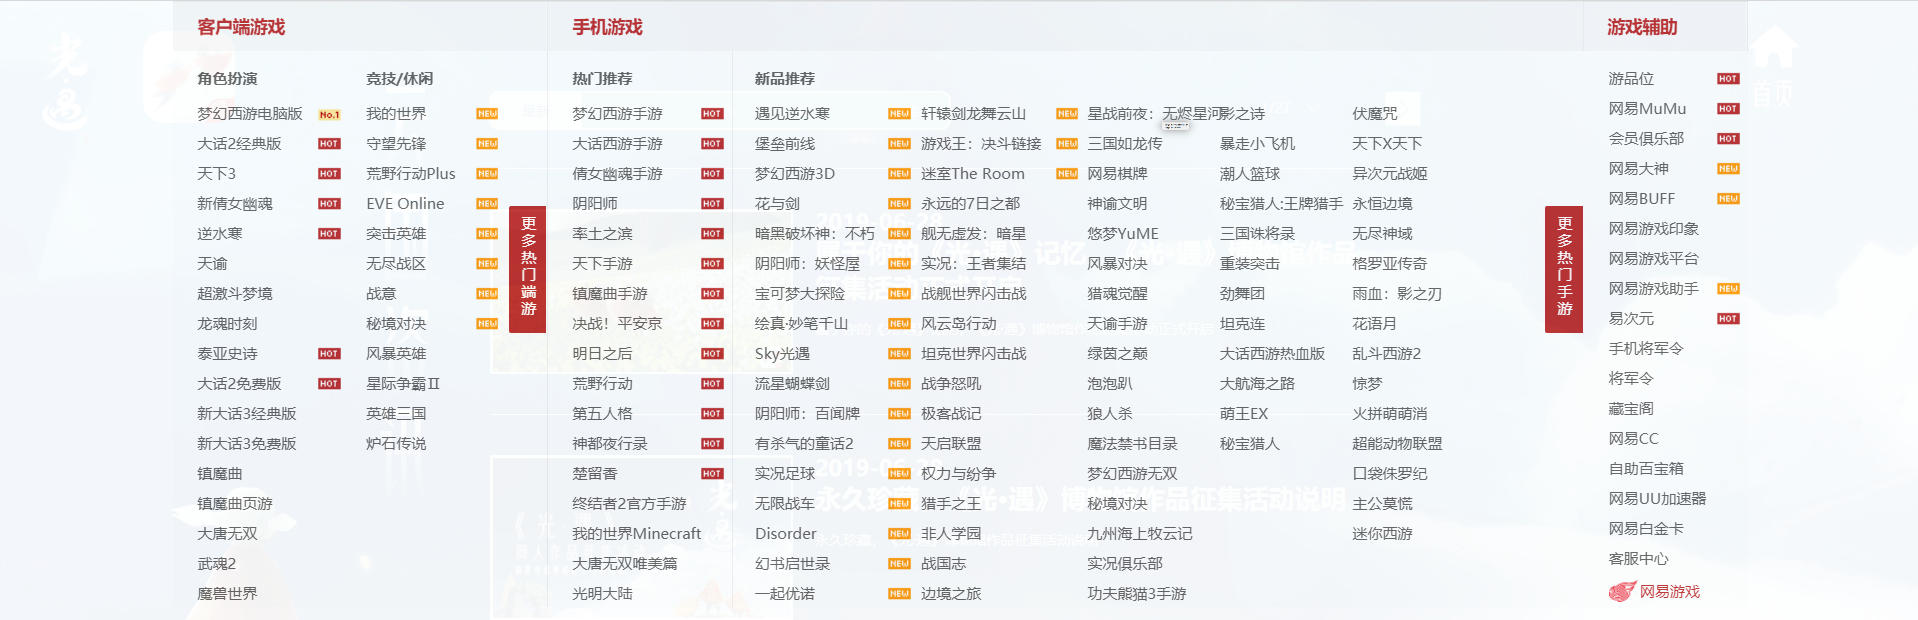 客户端游戏
角色扮演
梦幻西游电脑版 No.1
大话2经典版 HOT
天下3 HOT
新倩女幽魂 HOT
逆水寒 HOT
天谕
超激斗梦境
龙魂时刻
泰亚史诗 HOT
大话2免费版 HOT
新大话3经典版
新大话3免费版
镇魔曲
镇魔曲页游
大唐无双
武魂2
魔兽世界
竞技/休闲
我的世界 NEW
守望先锋 NEW
荒野行动Plus NEW
EVE Online NEW
突击英雄 NEW
无尽战区 NEW
战意 NEW
秘境对决 NEW
风暴英雄
星际争霸Ⅱ
英雄三国
炉石传说
更多热门端游
手机游戏
热门推荐
梦幻西游手游 HOT
大话西游手游 HOT
倩女幽魂手游 HOT
阴阳师 HOT
率土之滨 HOT
天下手游 HOT
镇魔曲手游 HOT
决战！平安京 HOT
明日之后 HOT
荒野行动 HOT
第五人格 HOT
神都夜行录 HOT
楚留香 HOT
终结者2官方手游
我的世界Minecraft
大唐无双唯美篇
光明大陆
新品推荐
遇见逆水寒 NEW
堡垒前线 NEW
梦幻西游3D NEW
花与剑 NEW
暗黑破坏神：不朽 NEW
阴阳师：妖怪屋 NEW
宝可梦大探险 NEW
绘真·妙笔千山 NEW
Sky光遇 NEW
流星蝴蝶剑 NEW
阴阳师：百闻牌 NEW
有杀气的童话2 NEW
实况足球 NEW
无限战车 NEW
Disorder NEW
幻书启世录 NEW
一起优诺 NEW
轩辕剑龙舞云山 NEW
游戏王：决斗链接 NEW
迷室The Room NEW
永远的7日之都
舰无虚发：暗星
实况：王者集结
战舰世界闪击战
风云岛行动
坦克世界闪击战
战争怒吼
极客战记
天启联盟
权力与纷争
猎手之王
非人学园
战国志
边境之旅
星战前夜：无烬星河
三国如龙传
网易棋牌
神谕文明
悠梦YuME
风暴对决
猎魂觉醒
天谕手游
绿茵之巅
泡泡趴
狼人杀
魔法禁书目录
梦幻西游无双
秘境对决
九州海上牧云记
实况俱乐部
功夫熊猫3手游
影之诗
暴走小飞机
潮人篮球
秘宝猎人:王牌猎手
三国诛将录
重装突击
劲舞团
坦克连
大话西游热血版
大航海之路
萌王EX
秘宝猎人
伏魔咒
天下X天下
异次元战姬
永恒边境
无尽神域
格罗亚传奇
雨血：影之刃
花语月
乱斗西游2
惊梦
火拼萌萌消
超能动物联盟
口袋侏罗纪
主公莫慌
迷你西游
更多热门手游
游戏辅助
游品位 HOT
网易MuMu HOT
会员俱乐部 HOT
网易大神 NEW
网易BUFF NEW
网易游戏印象
网易游戏平台
网易游戏助手 NEW
易次元 HOT
手机将军令
将军令
藏宝阁
网易CC
自助百宝箱
网易UU加速器
网易白金卡
客服中心
网易游戏
首页
2019-06-28